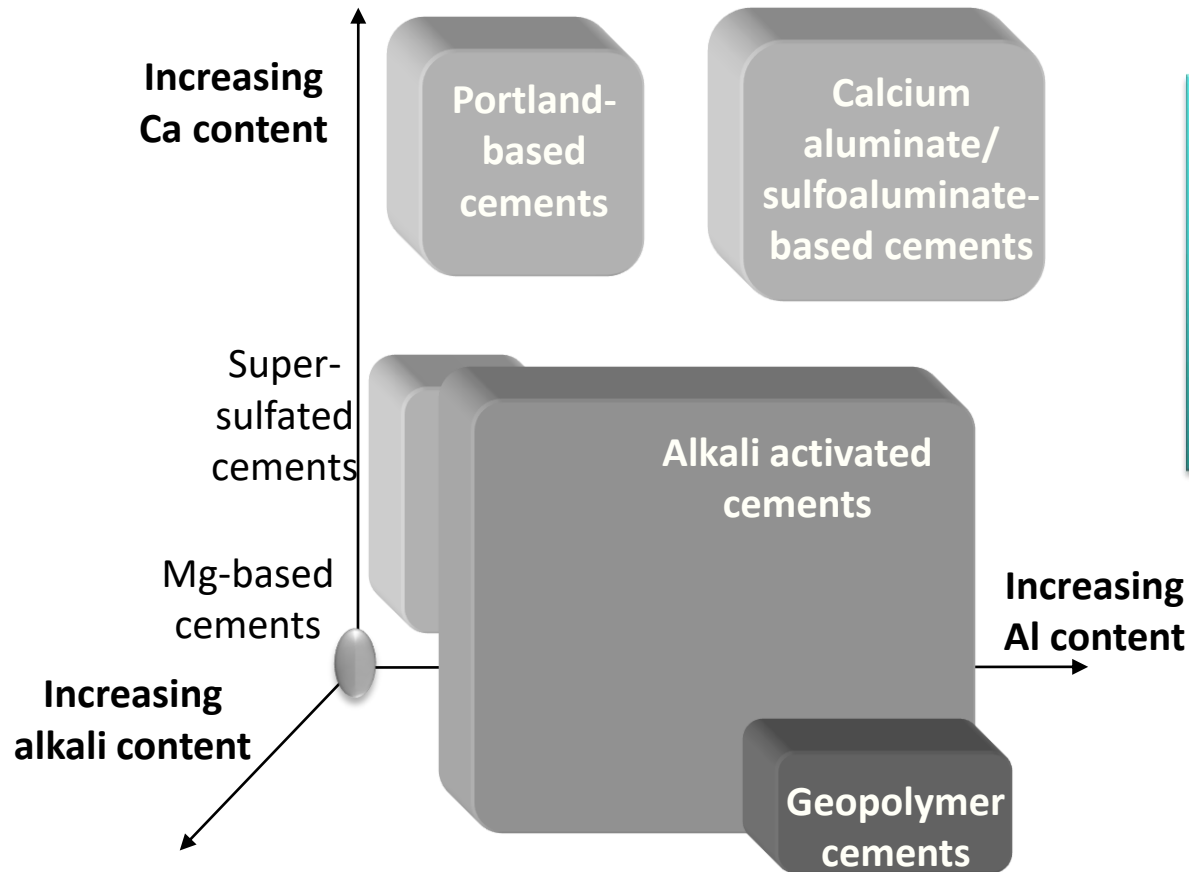 Increasing
Ca content
Portland-
based
cements
Calcium
aluminate/
sulfoaluminate-
based cements
Super-
sulfated
cements
Alkali activated
cements
Mg-based
cements
Increasing
Al content
Increasing
alkali content
Geopolymer
cements